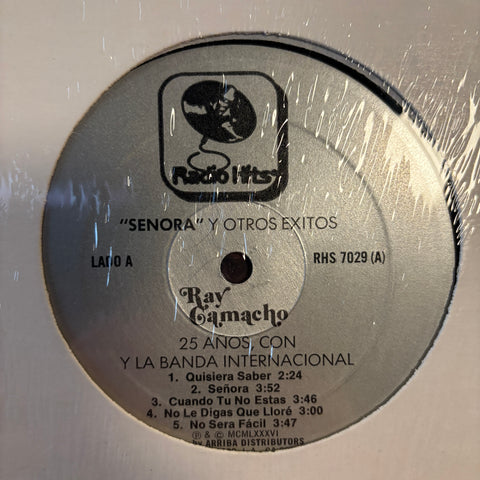 Radio Hits
"SENORA" Y OTROS EXITOS
LADO A
RHS 7029 (A)
Ray
Camacho
25 AÑOS, CON
Y LA BANDA INTERNACIONAL
1. Quisiera Saber 2:24
2. Señora 3:52
3. Cuando Tu No Estas 3:46
4. No Le Digas Que Lloré 3:00
5. No Sera Fácil 3:47
℗ & © MCMLXXXVI
by ARRIBA DISTRIBUTORS